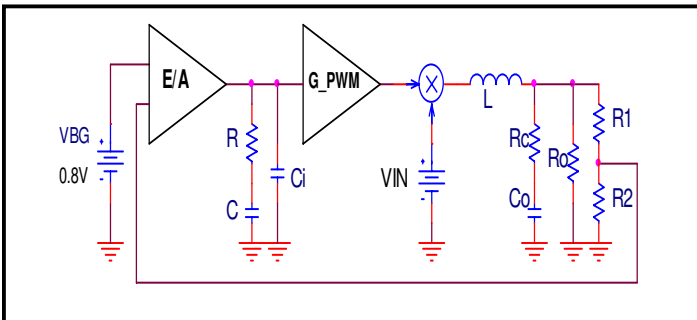 E/A
G_PWM
VBG
+
0.8V
-
R
C
Ci
VIN
+
-
X
L
Rc
Co
Ro
R1
R2